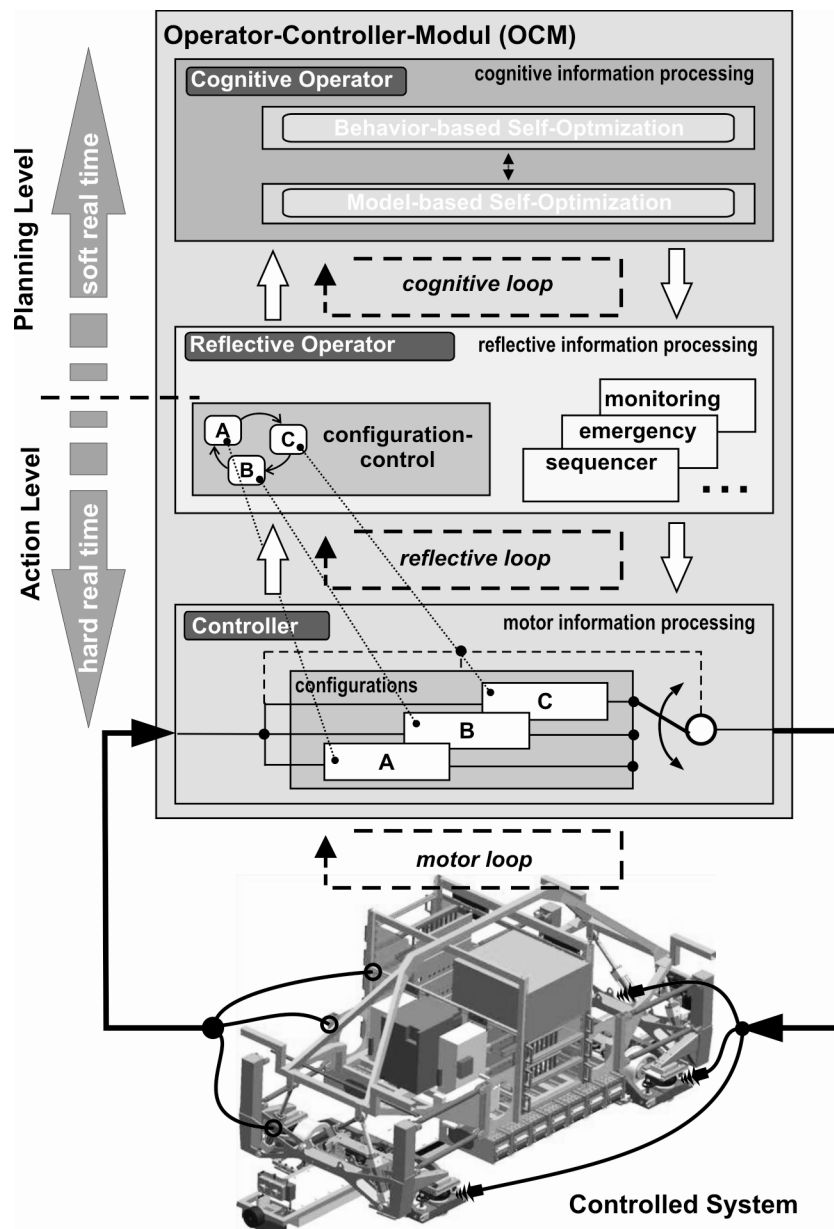 Operator-Controller-Modul (OCM)
Cognitive Operator
cognitive information processing
Behavior-based Self-Optmization
Model-based Self-Optimization
Planning Level
soft real time
cognitive loop
Reflective Operator
reflective information processing
A
C
B
configuration-
control
monitoring
emergency
sequencer
...
Action Level
hard real time
reflective loop
Controller
motor information processing
configurations
C
B
A
motor loop
Controlled System